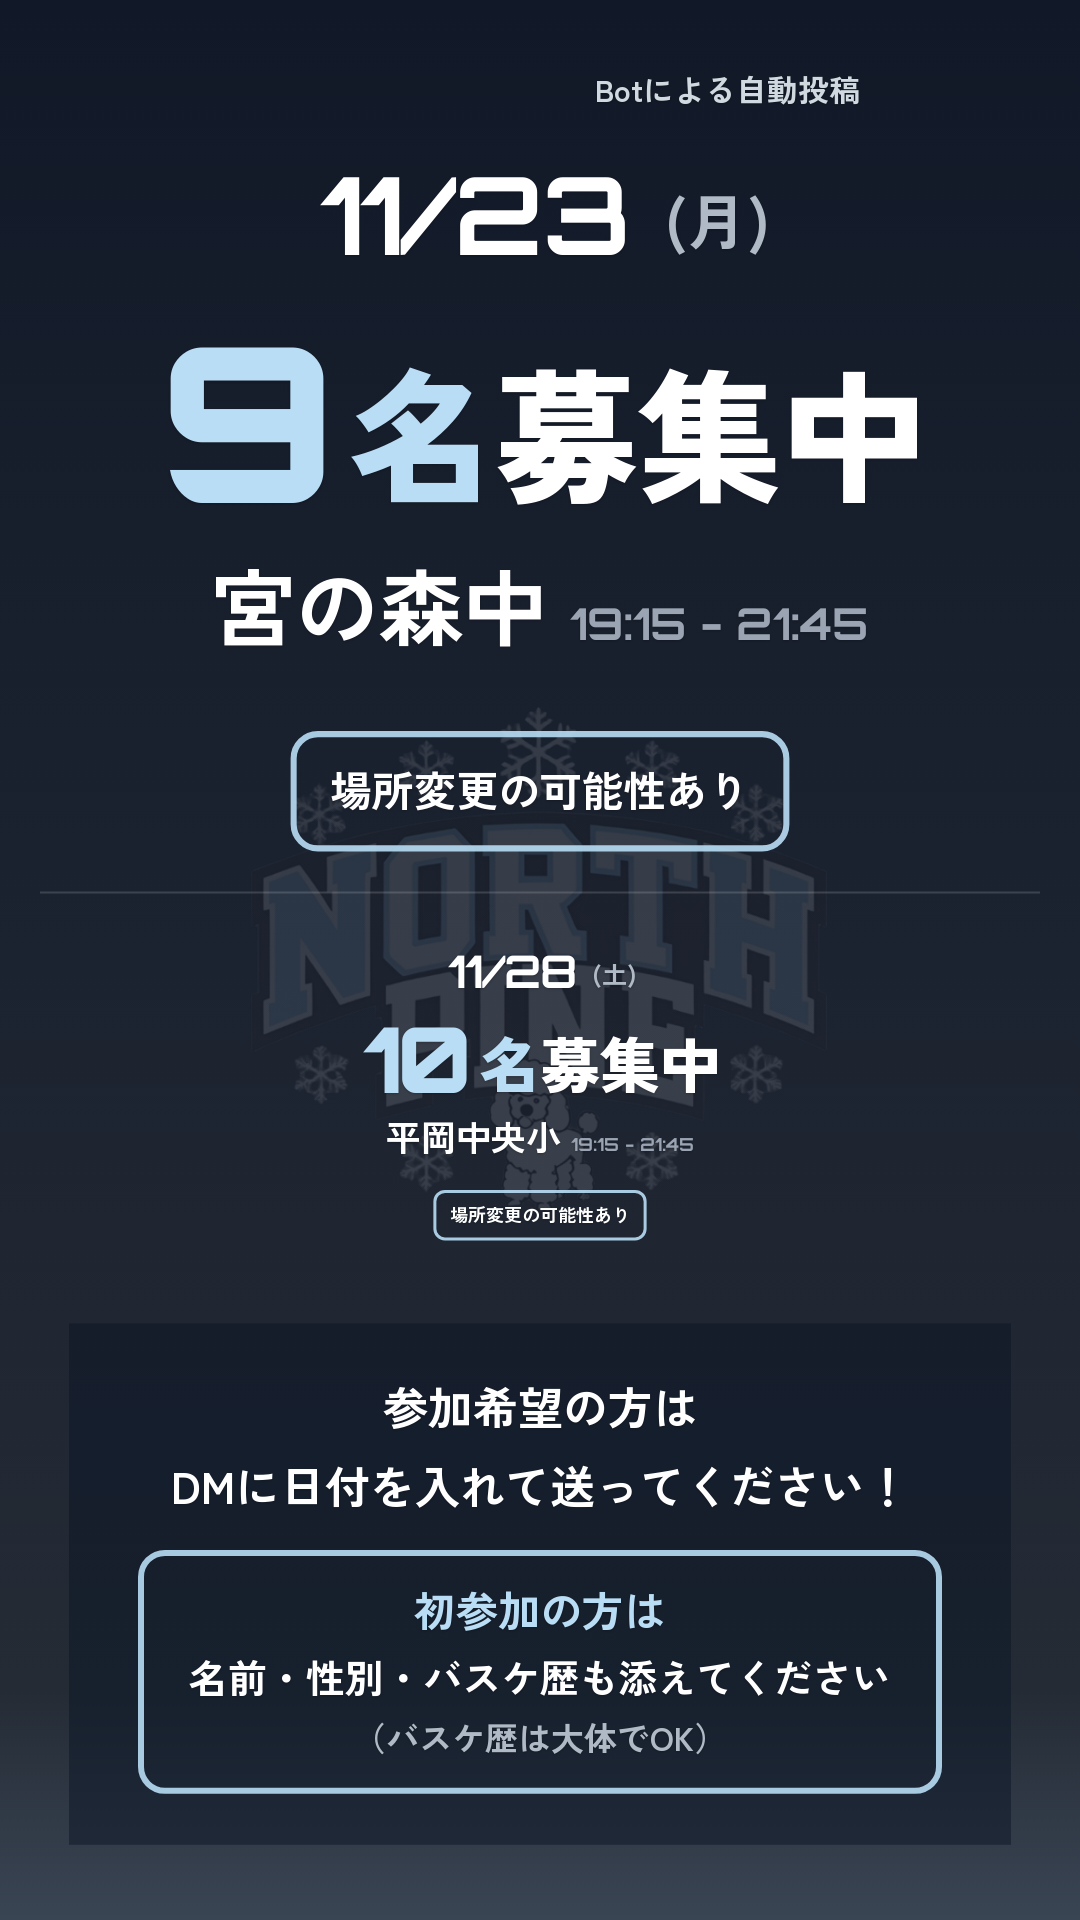 Botによる自動投稿
11/23 (月)
9名募集中
宮の森中 19:15 - 21:45
場所変更の可能性あり
NORTH
PINE
11/28 (土)
10名募集中
平岡中央小 19:15 - 21:45
場所変更の可能性あり
参加希望の方は
DMに日付を入れて送ってください！
初参加の方は
名前・性別・バスケ歴も添えてください
（バスケ歴は大体でOK）